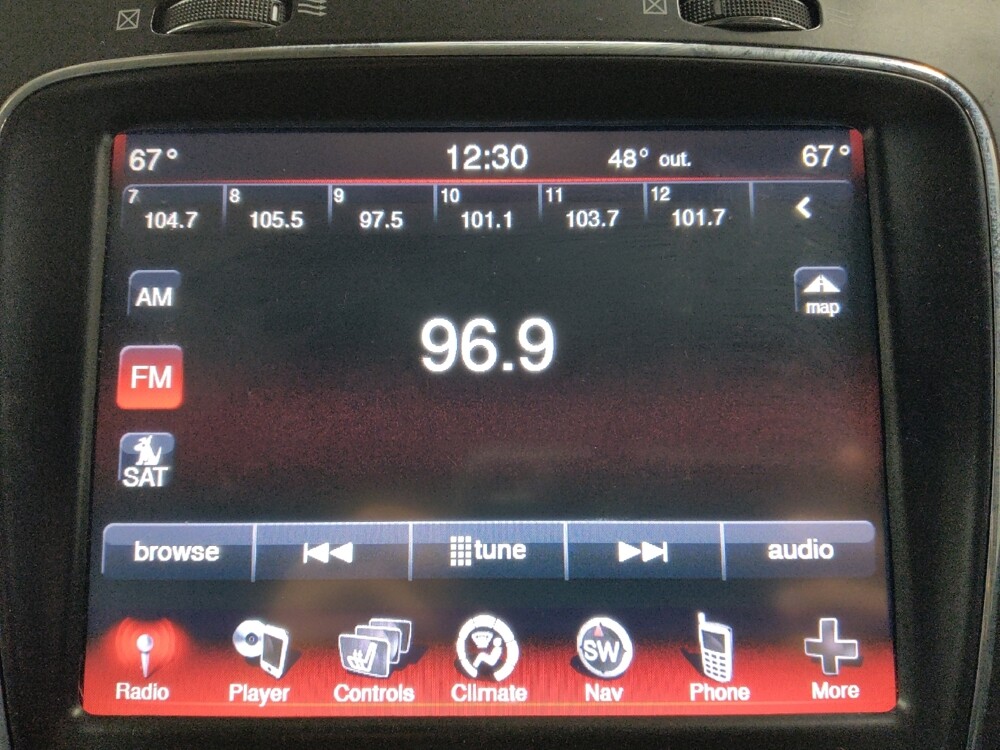 67° 12:30 48° out. 67°
7 8 9 10 11 12
104.7 105.5 97.5 101.1 103.7 101.7
AM
map
96.9
FM
SAT
browse tune audio
SW
Radio Player Controls Climate Nav Phone More